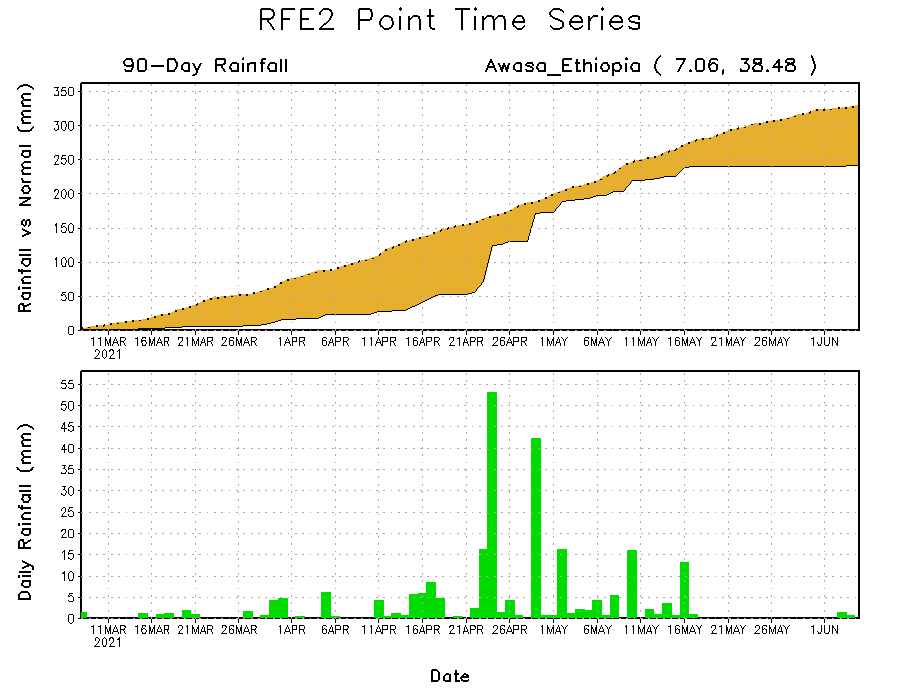 RFE2 Point Time Series
90-Day Rainfall
Awasa_Ethiopia ( 7.06, 38.48 )
Rainfall vs Normal (mm)
350
300
250
200
150
100
50
0
11MAR 16MAR 21MAR 26MAR 1APR 6APR 11APR 16APR 21APR 26APR 1MAY 6MAY 11MAY 16MAY 21MAY 26MAY 1JUN
2021
Daily Rainfall (mm)
55
50
45
40
35
30
25
20
15
10
5
0
11MAR 16MAR 21MAR 26MAR 1APR 6APR 11APR 16APR 21APR 26APR 1MAY 6MAY 11MAY 16MAY 21MAY 26MAY 1JUN
2021
Date